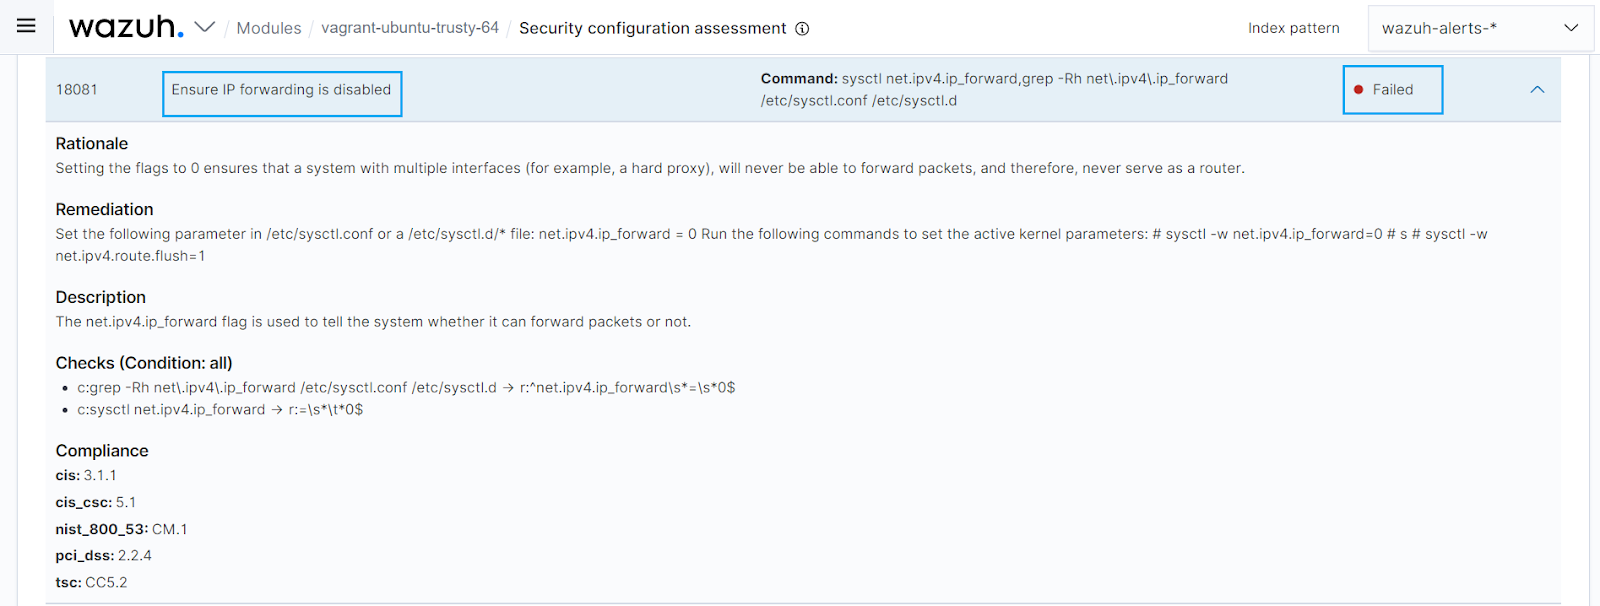 wazuh. / Modules / vagrant-ubuntu-trusty-64 / Security configuration assessment Index pattern wazuh-alerts-*
18081 Ensure IP forwarding is disabled Command: sysctl net.ipv4.ip_forward,grep -Rh net\.ipv4\.ip_forward
/etc/sysctl.conf /etc/sysctl.d Failed
Rationale
Setting the flags to 0 ensures that a system with multiple interfaces (for example, a hard proxy), will never be able to forward packets, and therefore, never serve as a router.
Remediation
Set the following parameter in /etc/sysctl.conf or a /etc/sysctl.d/* file: net.ipv4.ip_forward = 0 Run the following commands to set the active kernel parameters: # sysctl -w net.ipv4.ip_forward=0 # s # sysctl -w
net.ipv4.route.flush=1
Description
The net.ipv4.ip_forward flag is used to tell the system whether it can forward packets or not.
Checks (Condition: all)
• c:grep -Rh net\.ipv4\.ip_forward /etc/sysctl.conf /etc/sysctl.d → r:^net.ipv4.ip_forward\s*=\s*0$
• c:sysctl net.ipv4.ip_forward → r:=\s*\t*0$
Compliance
cis: 3.1.1
cis_csc: 5.1
nist_800_53: CM.1
pci_dss: 2.2.4
tsc: CC5.2